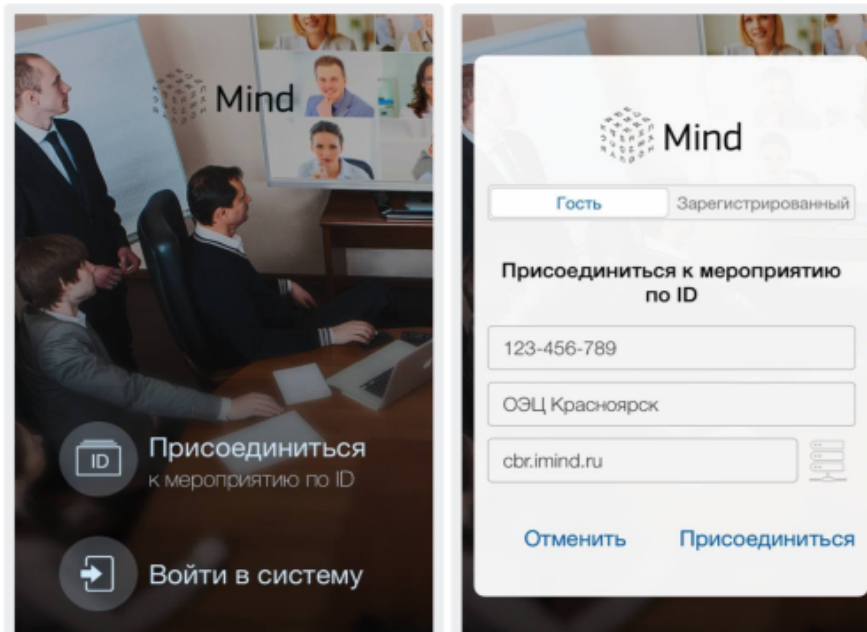 Mind
ID
Присоединиться
к мероприятию по ID
Войти в систему
Mind
Гость
Зарегистрированный
Присоединиться к мероприятию
по ID
123-456-789
ОЭЦ Красноярск
cbr.imind.ru
Отменить
Присоединиться